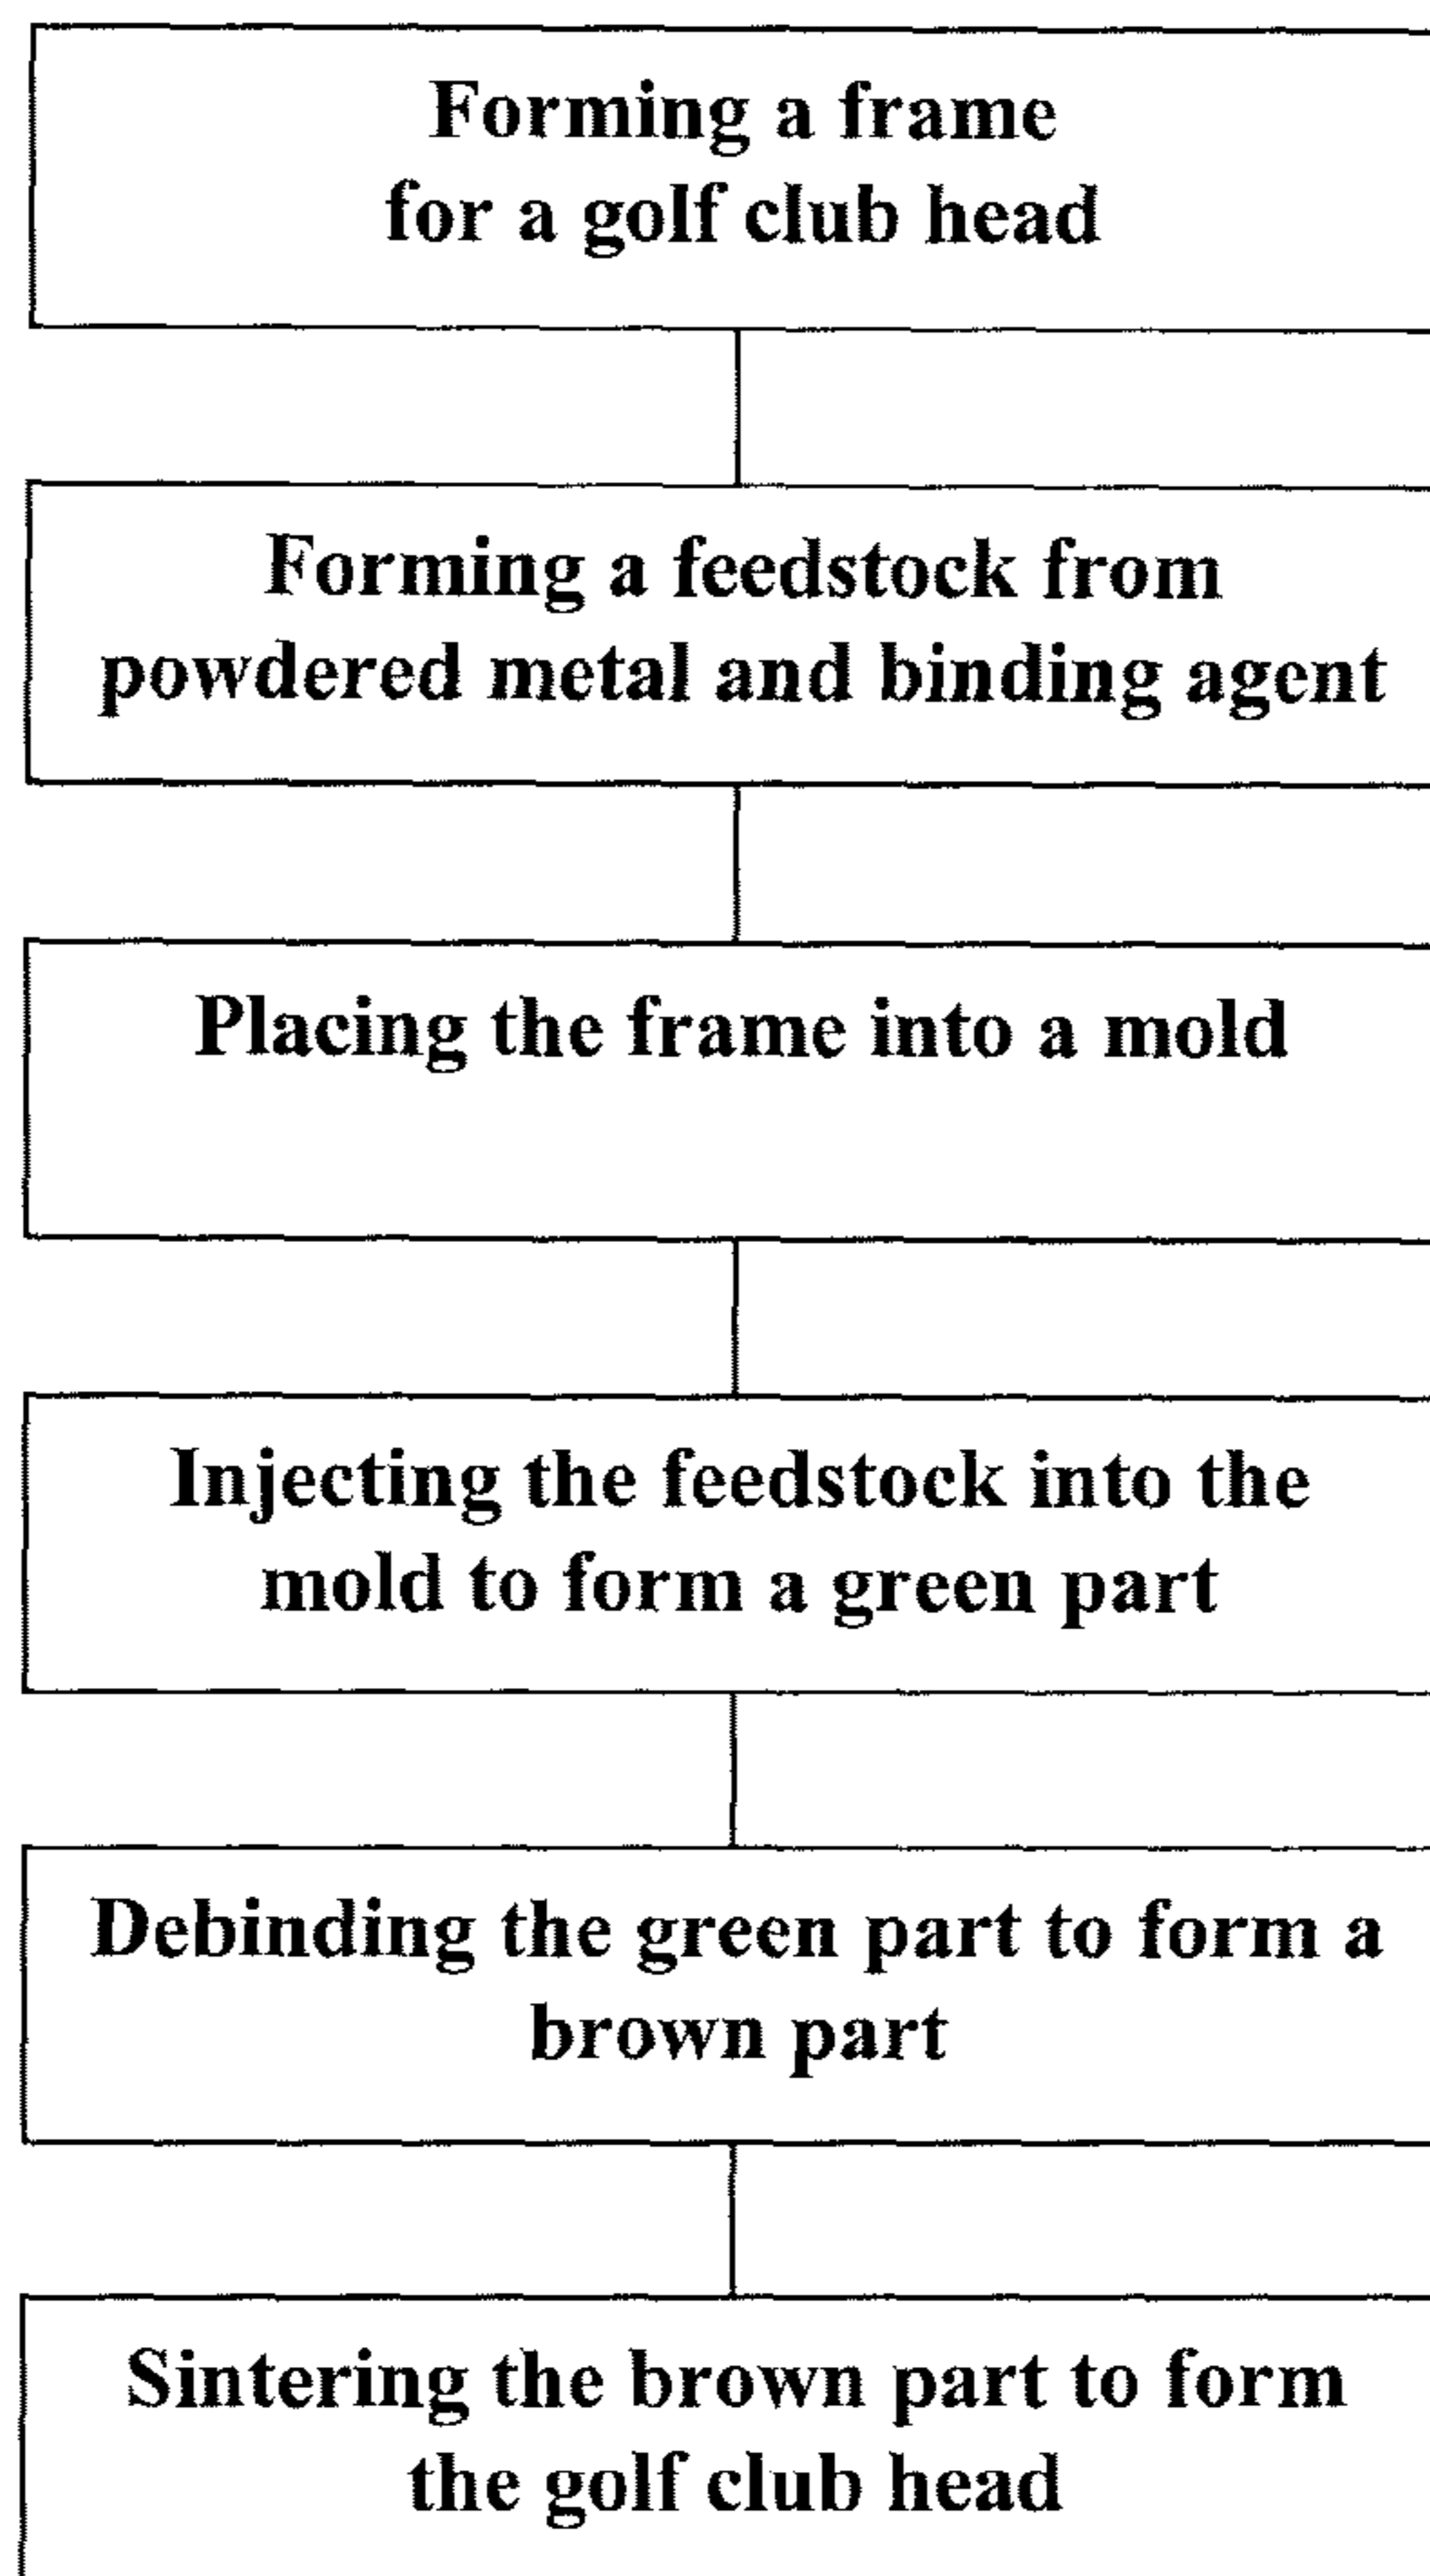 Forming a frame
for a golf club head
Forming a feedstock from
powdered metal and binding agent
Placing the frame into a mold
Injecting the feedstock into the
mold to form a green part
Debinding the green part to form a
brown part
Sintering the brown part to form
the golf club head